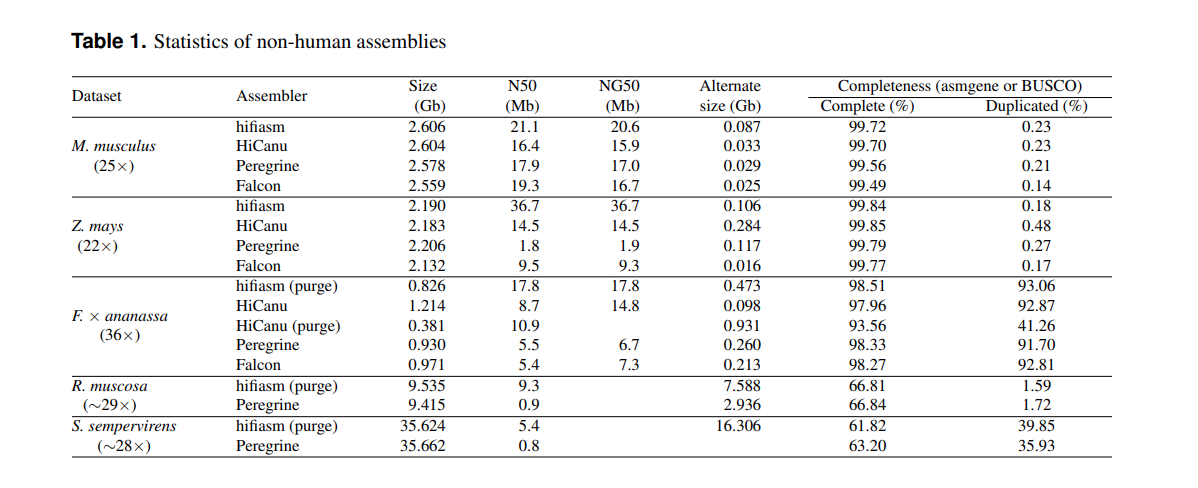 Table 1. Statistics of non-human assemblies
Dataset Assembler Size (Gb) N50 (Mb) NG50 (Mb) Alternate size (Gb) Completeness (asmgene or BUSCO)
Complete (%) Duplicated (%)
M. musculus (25×)
hifiasm 2.606 21.1 20.6 0.087 99.72 0.23
HiCanu 2.604 16.4 15.9 0.033 99.70 0.23
Peregrine 2.578 17.9 17.0 0.029 99.56 0.21
Falcon 2.559 19.3 16.7 0.025 99.49 0.14
Z. mays (22×)
hifiasm 2.190 36.7 36.7 0.106 99.84 0.18
HiCanu 2.183 14.5 14.5 0.284 99.85 0.48
Peregrine 2.206 1.8 1.9 0.117 99.79 0.27
Falcon 2.132 9.5 9.3 0.016 99.77 0.17
F. × ananassa (36×)
hifiasm (purge) 0.826 17.8 17.8 0.473 98.51 93.06
HiCanu 1.214 8.7 14.8 0.098 97.96 92.87
HiCanu (purge) 0.381 10.9 0.931 93.56 41.26
Peregrine 0.930 5.5 6.7 0.260 98.33 91.70
Falcon 0.971 5.4 7.3 0.213 98.27 92.81
R. muscosa (∼29×)
hifiasm (purge) 9.535 9.3 7.588 66.81 1.59
Peregrine 9.415 0.9 2.936 66.84 1.72
S. sempervirens (∼28×)
hifiasm (purge) 35.624 5.4 16.306 61.82 39.85
Peregrine 35.662 0.8 63.20 35.93